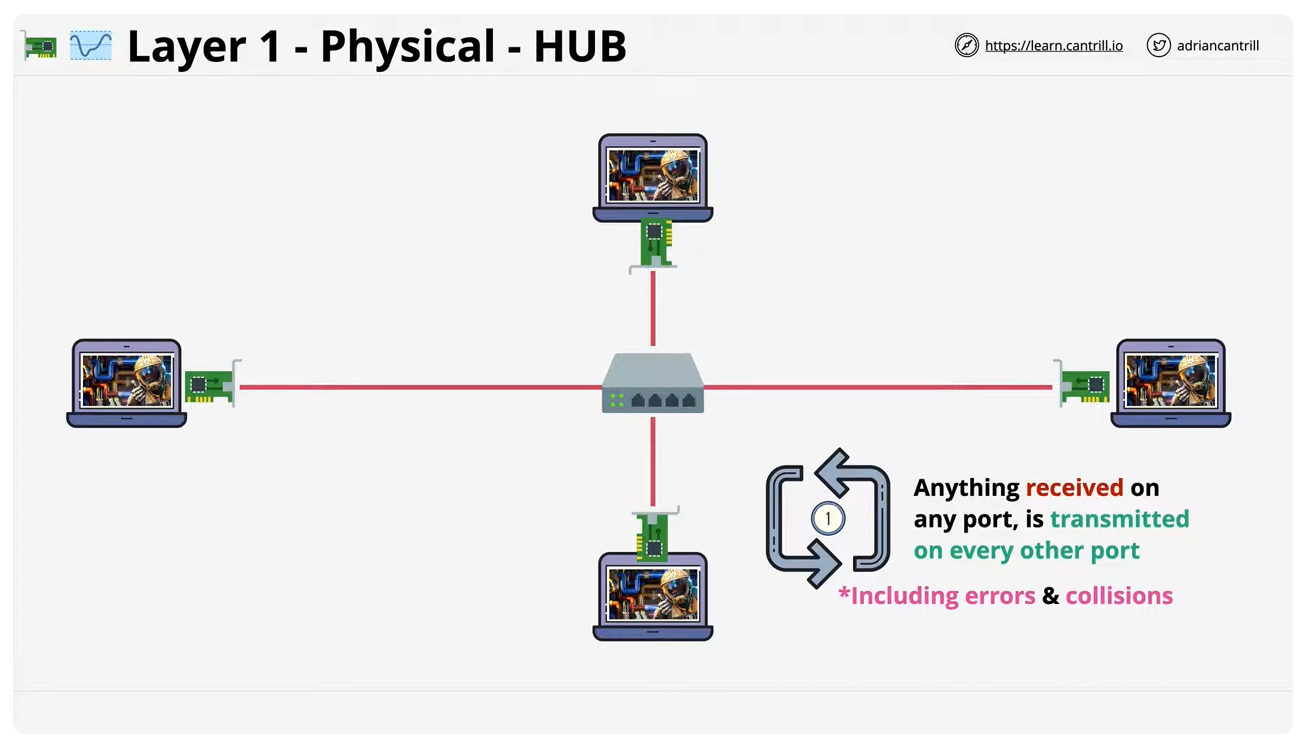 Layer 1 - Physical - HUB
https://learn.cantrill.io
adriancantrill
1
Anything received on
any port, is transmitted
on every other port
*Including errors & collisions